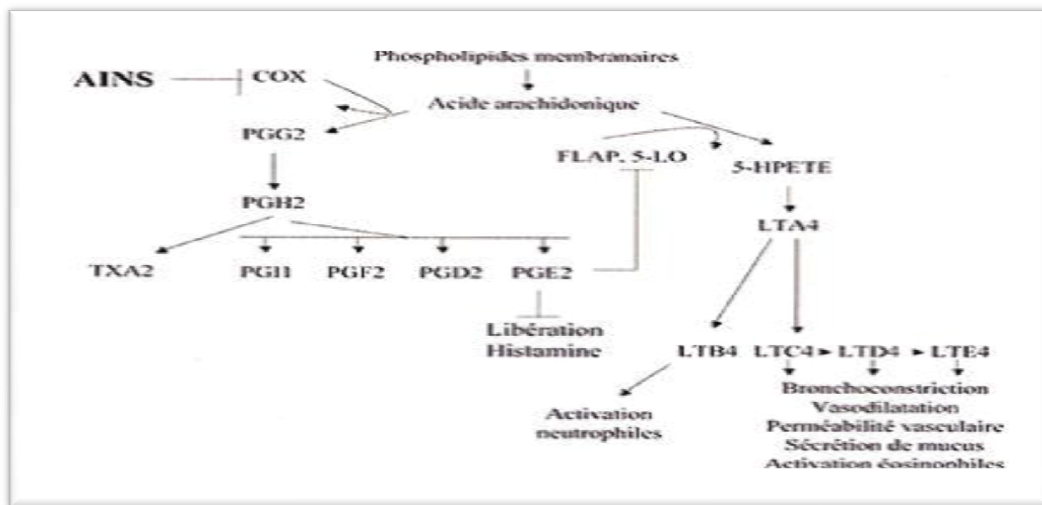 Phospholipides membranaires
AINS
COX
Acide arachidonique
PGG2
FLAP. 5-LO
5-HPETE
PGH2
LTA4
TXA2
PGI1
PGF2
PGD2
PGE2
Libération
Histamine
LTB4
LTC4
LTD4
LTE4
Bronchoconstriction
Vasodilatation
Perméabilité vasculaire
Sécrétion de mucus
Activation éosinophiles
Activation
neutrophiles